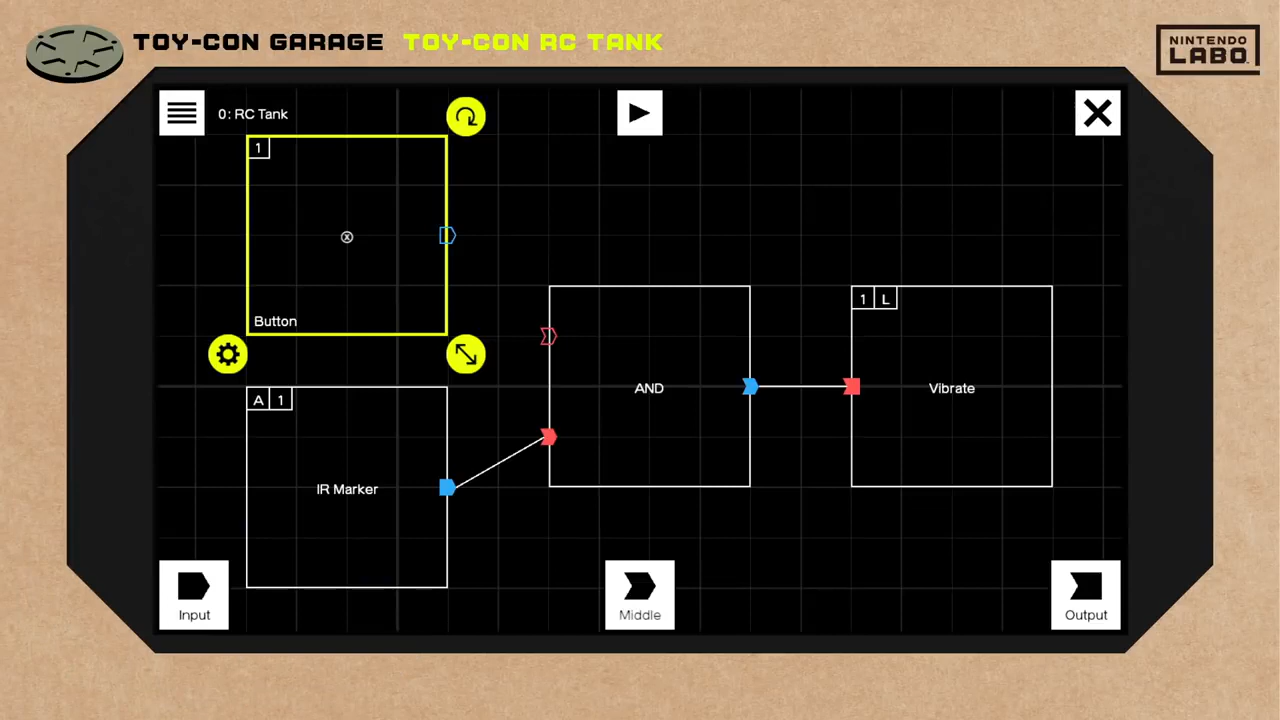 TOY-CON GARAGE TOY-CON RC TANK
NINTENDO
LABO
0: RC Tank
1
X
Button
A 1
IR Marker
AND
1 L
Vibrate
Input
Middle
Output